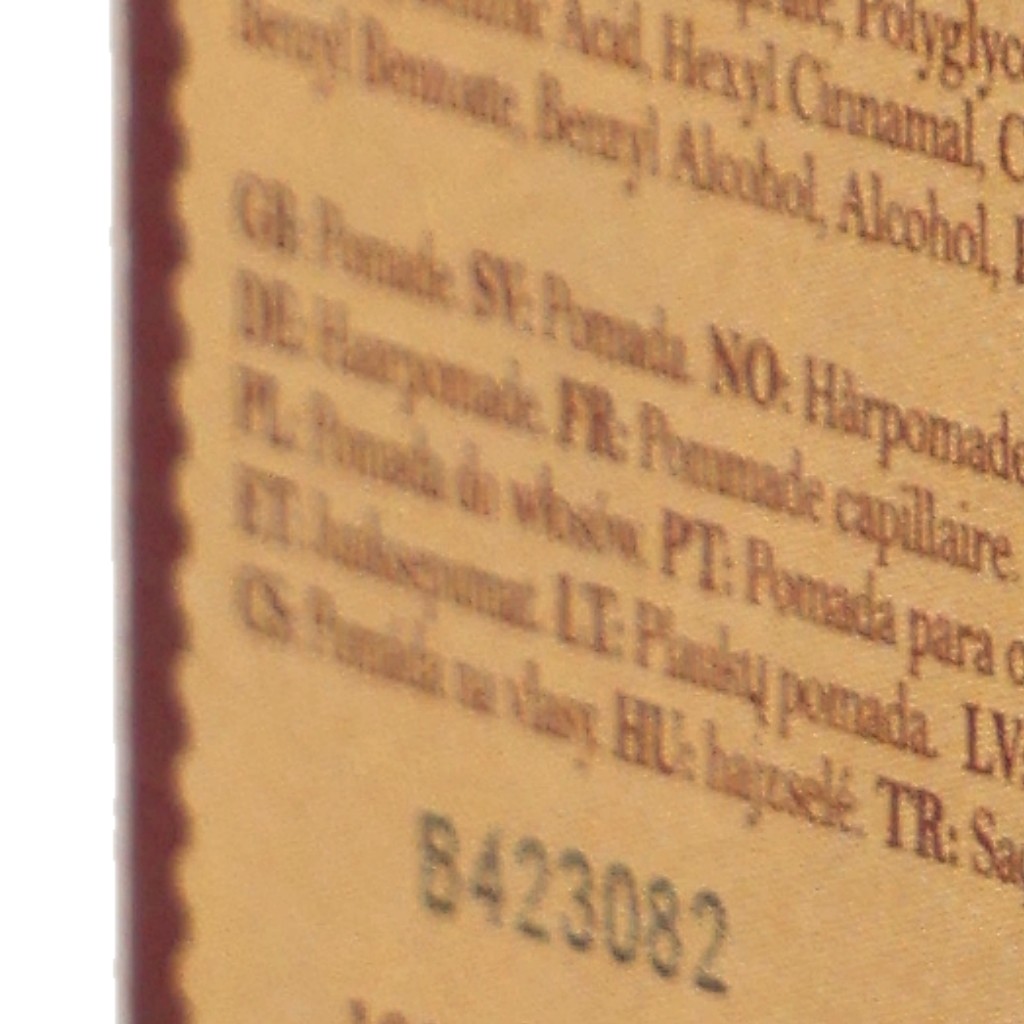 Acid, Hexyl Cinnamal,
Benzyl Benzoate, Benzyl Alcohol, Alcohol,
GB: Pomade. SV: Pomada. NO: Hårpomade
DE: Haarpomade. FR: Pommade capillaire.
PL: Pomada do włosów. PT: Pomada para
ET: Juuksepumat. LT: Plaukų pomada. LV:
CS: Pomáda na vlasy. HU: hajzselé. TR:
B423082